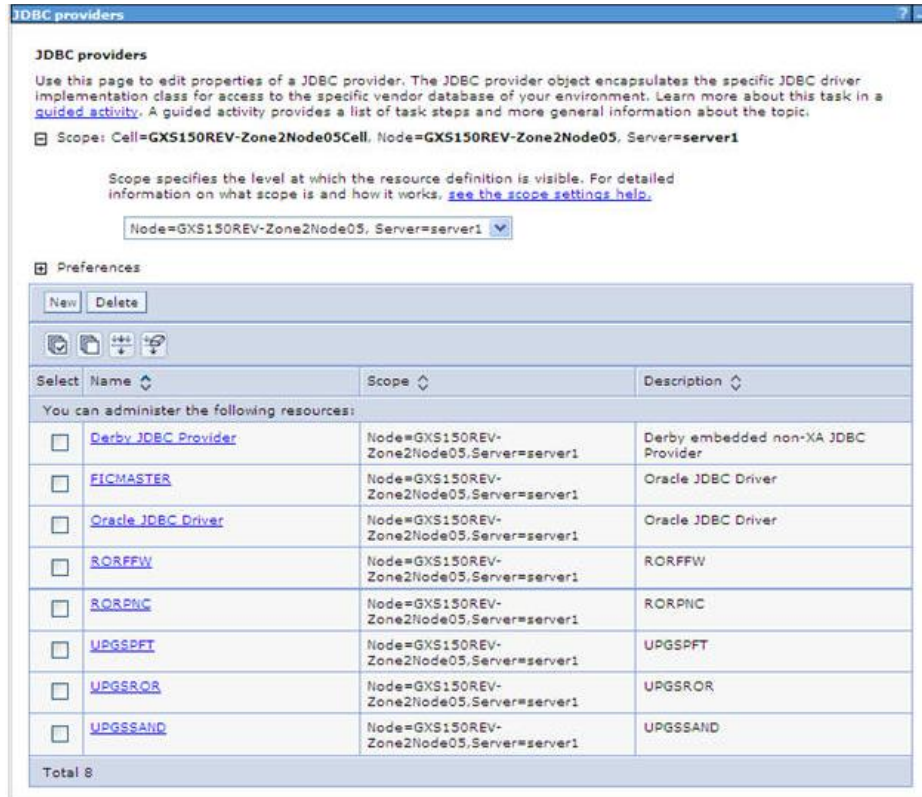 JDBC providers
?
JDBC providers
Use this page to edit properties of a JDBC provider. The JDBC provider object encapsulates the specific JDBC driver
implementation class for access to the specific vendor database of your environment. Learn more about this task in a
guided activity. A guided activity provides a list of task steps and more general information about the topic.
Scope: Cell=GXS150REV-Zone2Node05Cell, Node=GXS150REV-Zone2Node05, Server=server1
Scope specifies the level at which the resource definition is visible. For detailed
information on what scope is and how it works, see the scope settings help.
Node=GXS150REV-Zone2Node05, Server=server1
Preferences
New Delete
Select Name Scope Description
You can administer the following resources:
Derby JDBC Provider Node=GXS150REV- Derby embedded non-XA JDBC
Zone2Node05,Server=server1 Provider
FICMASTER Node=GXS150REV- Oracle JDBC Driver
Zone2Node05,Server=server1
Oracle JDBC Driver Node=GXS150REV- Oracle JDBC Driver
Zone2Node05,Server=server1
RORFFW Node=GXS150REV- RORFFW
Zone2Node05,Server=server1
RORPNC Node=GXS150REV- RORPNC
Zone2Node05,Server=server1
UPGSPFT Node=GXS150REV- UPGSPFT
Zone2Node05,Server=server1
UPGSROR Node=GXS150REV- UPGSROR
Zone2Node05,Server=server1
UPGSSAND Node=GXS150REV- UPGSSAND
Zone2Node05,Server=server1
Total 8